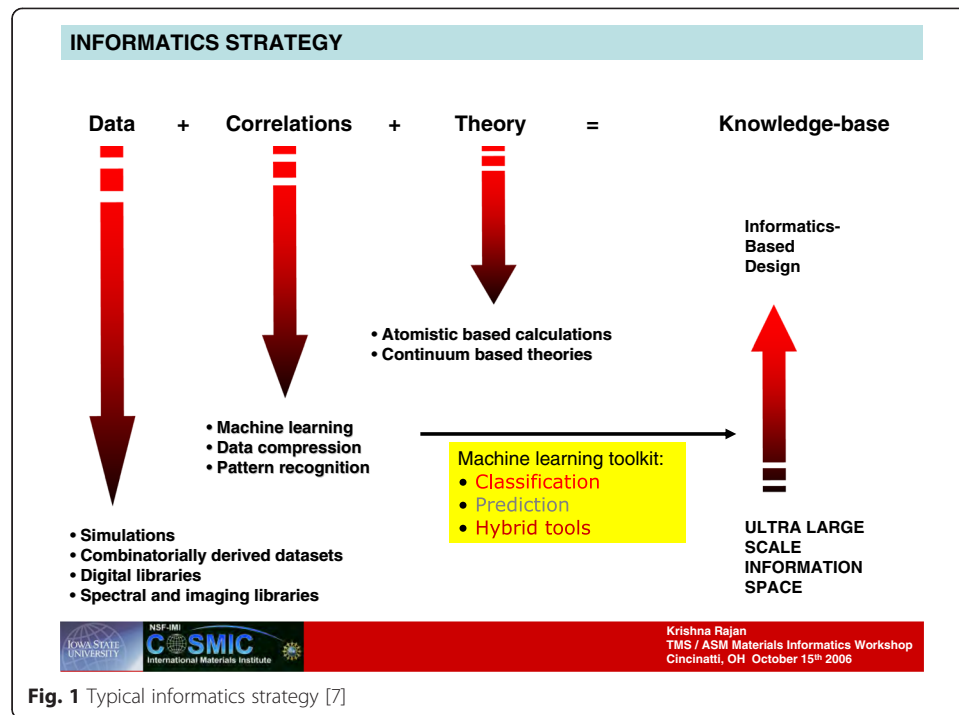 INFORMATICS STRATEGY
Data + Correlations + Theory = Knowledge-base
Informatics-
Based
Design
• Atomistic based calculations
• Continuum based theories
• Machine learning
• Data compression
• Pattern recognition
Machine learning toolkit:
• Classification
• Prediction
• Hybrid tools
• Simulations
• Combinatorially derived datasets
• Digital libraries
• Spectral and imaging libraries
ULTRA LARGE
SCALE
INFORMATION
SPACE
IOWA STATE
UNIVERSITY
NSF-IMI
COSMIC
International Materials Institute
Krishna Rajan
TMS / ASM Materials Informatics Workshop
Cincinatti, OH October 15th 2006
Fig. 1 Typical informatics strategy [7]